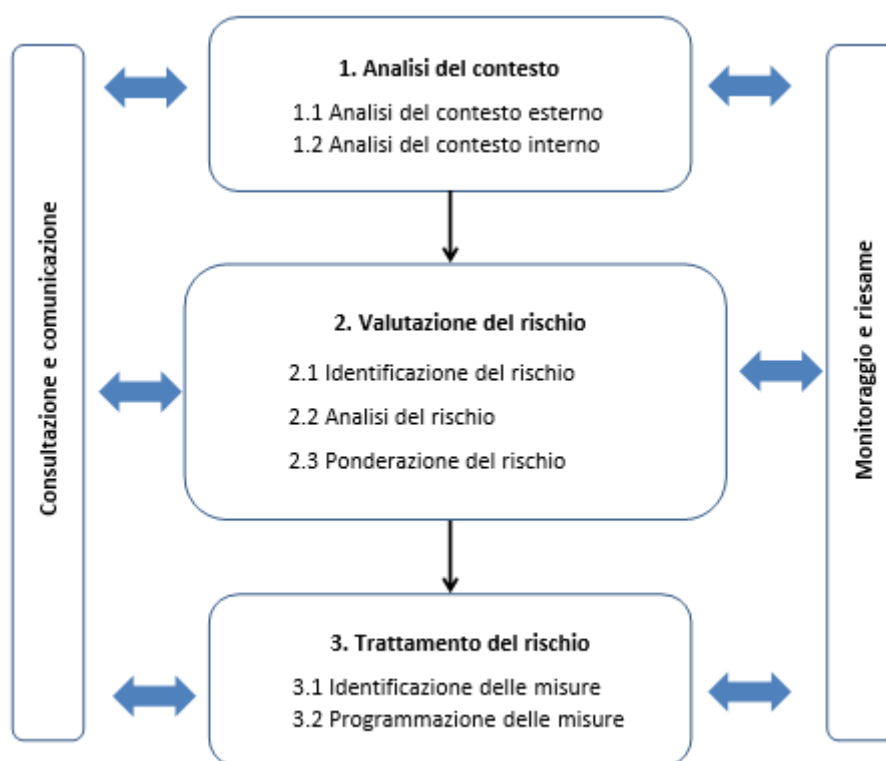 Consultazione e comunicazione
1. Analisi del contesto
1.1 Analisi del contesto esterno
1.2 Analisi del contesto interno
2. Valutazione del rischio
2.1 Identificazione del rischio
2.2 Analisi del rischio
2.3 Ponderazione del rischio
3. Trattamento del rischio
3.1 Identificazione delle misure
3.2 Programmazione delle misure
Monitoraggio e riesame